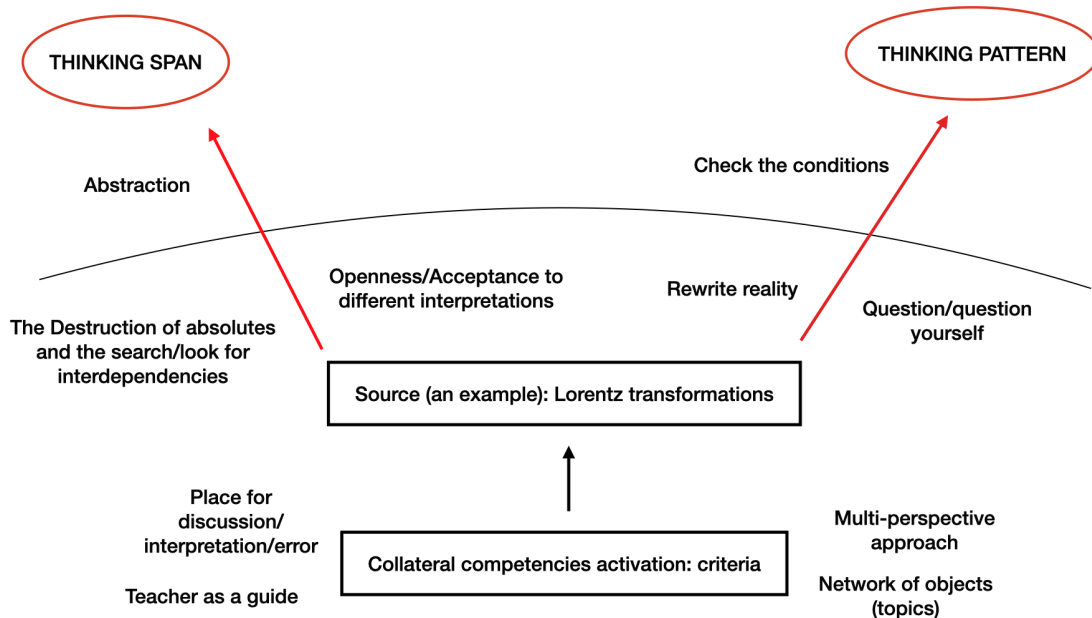 THINKING SPAN
THINKING PATTERN
Abstraction
Check the conditions
Openness/Acceptance to
different interpretations
Rewrite reality
Question/question
yourself
The Destruction of absolutes
and the search/look for
interdependencies
Source (an example): Lorentz transformations
Place for
discussion/
interpretation/error
Multi-perspective
approach
Collateral competencies activation: criteria
Teacher as a guide
Network of objects
(topics)